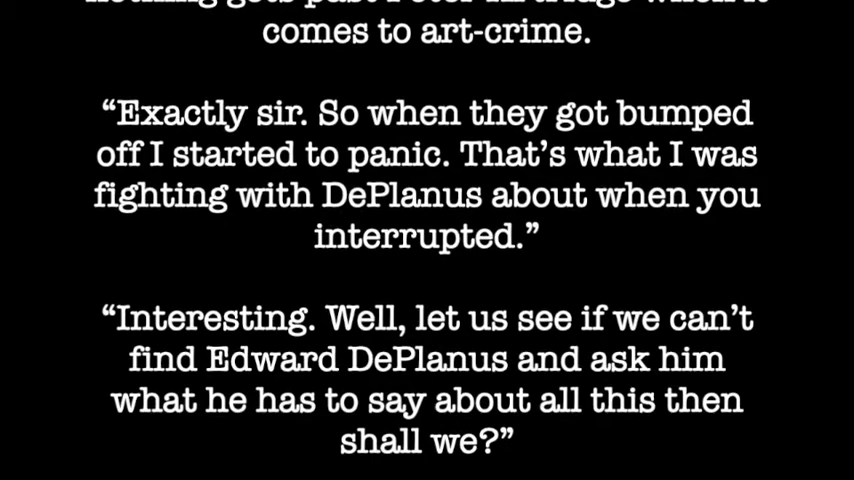 comes to art-crime.
“Exactly sir. So when they got bumped
off I started to panic. That’s what I was
fighting with DePlanus about when you
interrupted.”
“Interesting. Well, let us see if we can’t
find Edward DePlanus and ask him
what he has to say about all this then
shall we?”